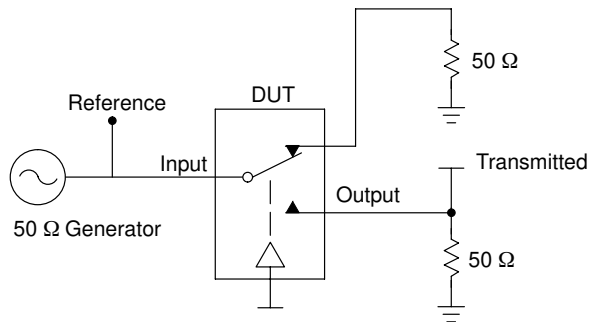 50 Ω
Reference
DUT
Input
Transmitted
Output
50 Ω Generator
50 Ω